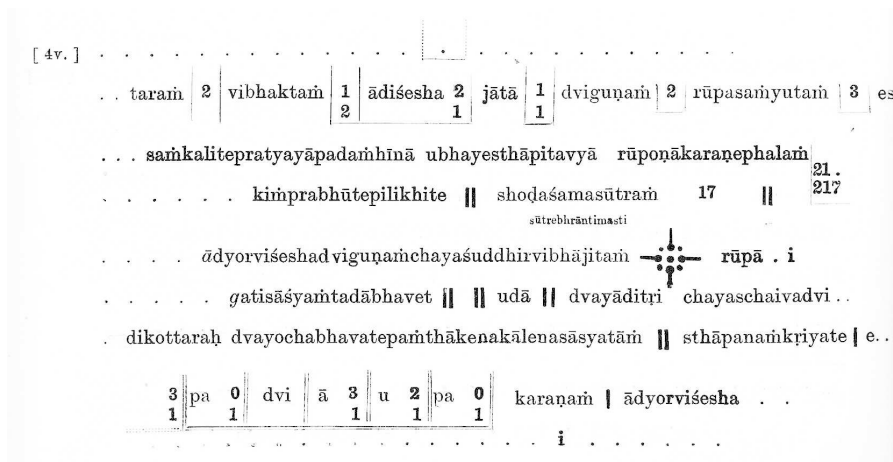 [ 4v. ] . . . . . . . . . . . . . . . . . . . . . . . .
. . taraṁ | 2 | vibhaktaṁ | 1 | ādiśesha 2 | jātā | 1 | dviguṇaṁ | 2 | rūpasaṁyutaṁ | 3 | es
2 1 1
. . . saṁkalitepratyayāpadaṁhīnā ubhayesthāpitavyā rūpoṇākaraṇephalaṁ
21 .
. . . . . . kiṁprabhūtepilikhite || shoḍaśamasūtraṁ 17 || 217
sūtrebhrāntimasti
. . . . ādyorviśeshadviguṇaṁchayaśuddhirvibhājitaṁ rūpā . i
. . . . . gatisāsyaṁtadābhavet || || udā || dvayāditṛi chayaschaivadvi . .
. dikottaraḥ dvayochabhavatepaṁthākenakālenasāsyatāṁ || sthāpanaṁkṛiyate | e. .
3 || pa 0 || dvi || ā 3 || u 2 || pa 0 || karaṇaṁ | ādyorviśesha . .
1 1 1 1 1
. . . . . . . . . . . . . . . i . . . . . .